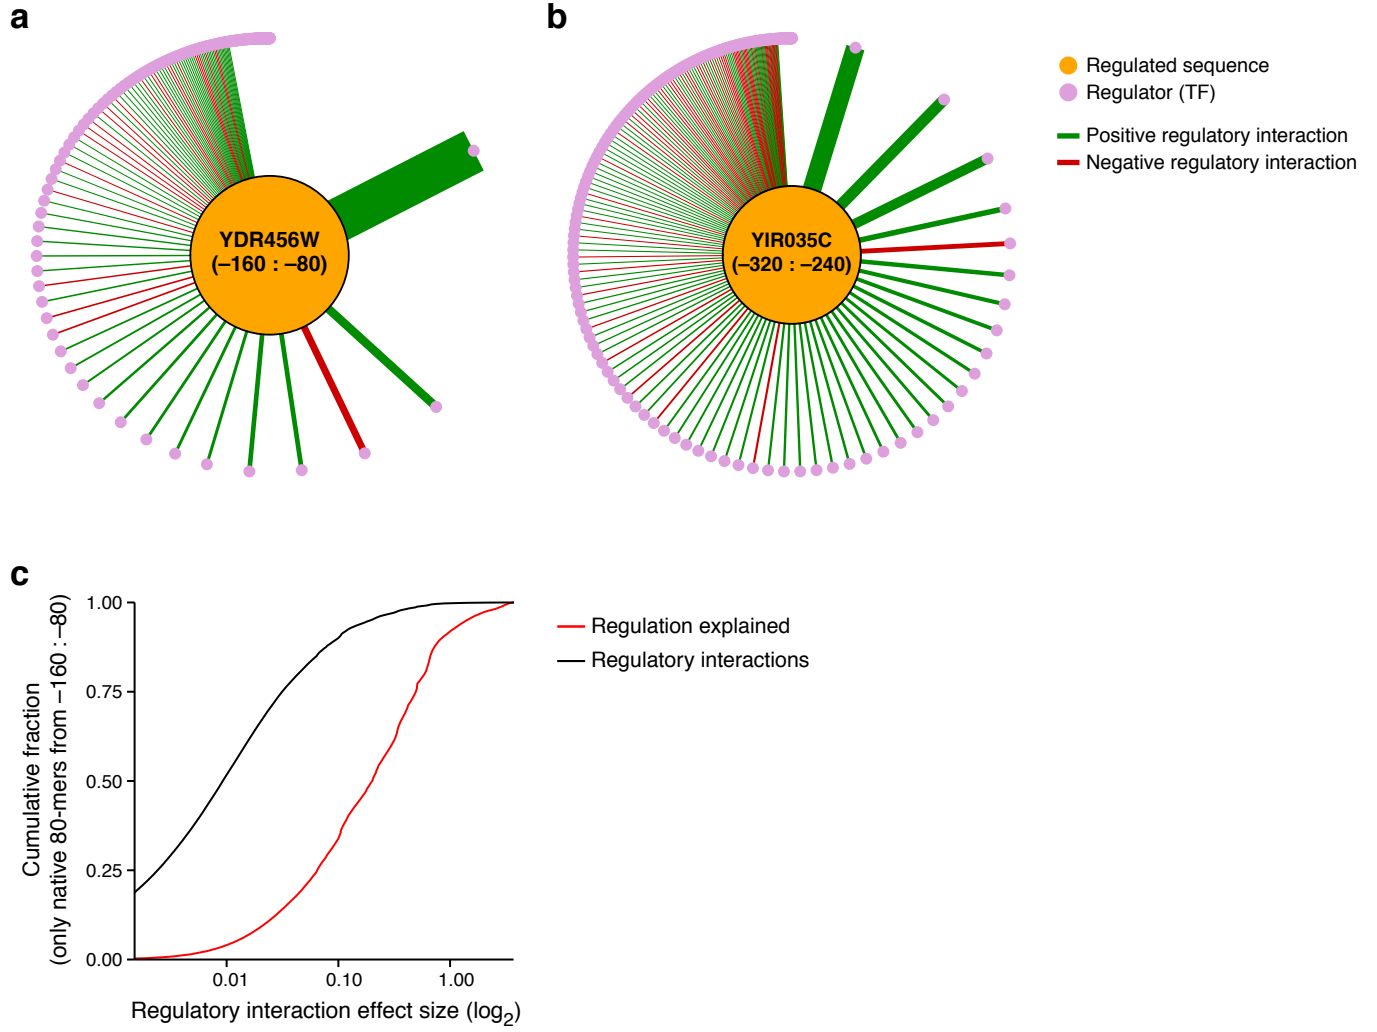 a
b
YDR456W
(–160 : –80)
YIR035C
(–320 : –240)
Regulated sequence
Regulator (TF)
Positive regulatory interaction
Negative regulatory interaction
c
Cumulative fraction
(only native 80-mers from –160 : –80)
1.00
0.75
0.50
0.25
0.00
0.01
0.10
1.00
Regulatory interaction effect size (log2)
Regulation explained
Regulatory interactions